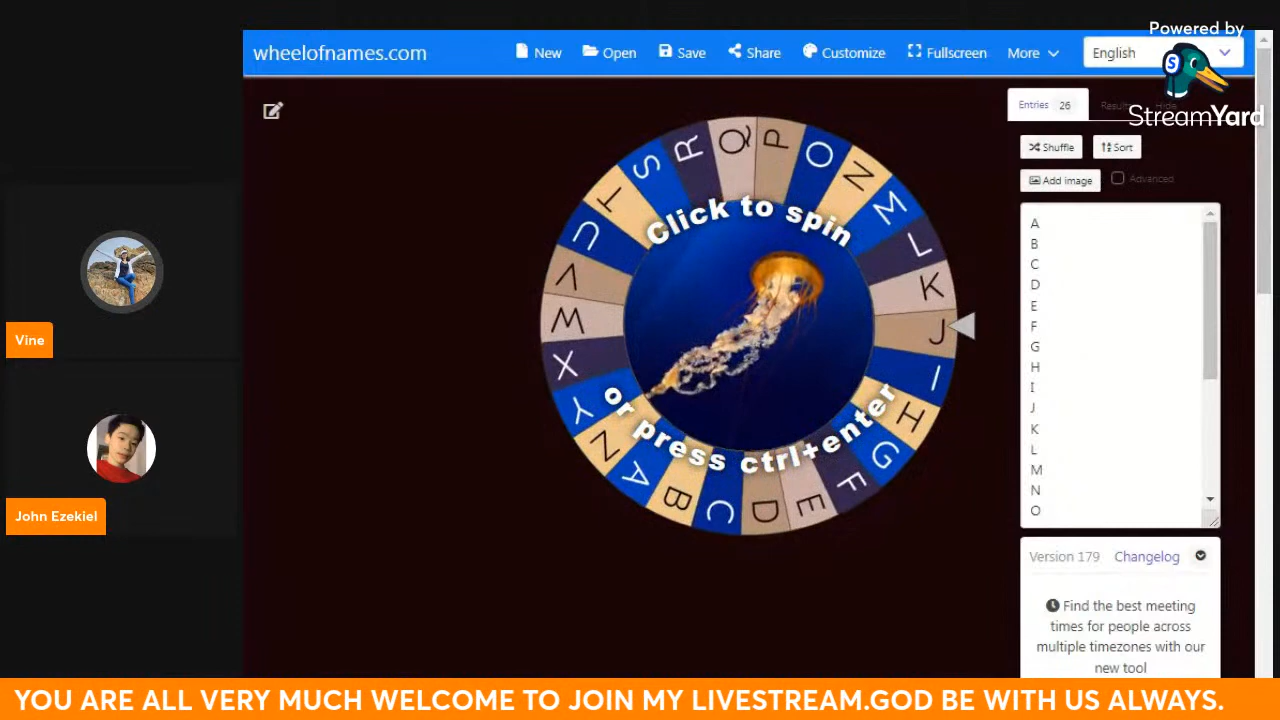 Powered by
StreamYard
wheelofnames.com
New
Open
Save
Share
Customize
Fullscreen
More
English
Entries 26
Results
Hide
Shuffle
Sort
Add image
Advanced
Click to spin
or press ctrl+enter
A
B
C
D
E
F
G
H
I
J
K
L
M
N
O
P
Q
R
S
T
U
V
W
X
Y
Z
A
B
C
D
E
F
G
H
I
J
K
L
M
N
O
Vine
John Ezekiel
Version 179 Changelog
Find the best meeting
times for people across
multiple timezones with our
new tool
YOU ARE ALL VERY MUCH WELCOME TO JOIN MY LIVESTREAM.GOD BE WITH US ALWAYS.